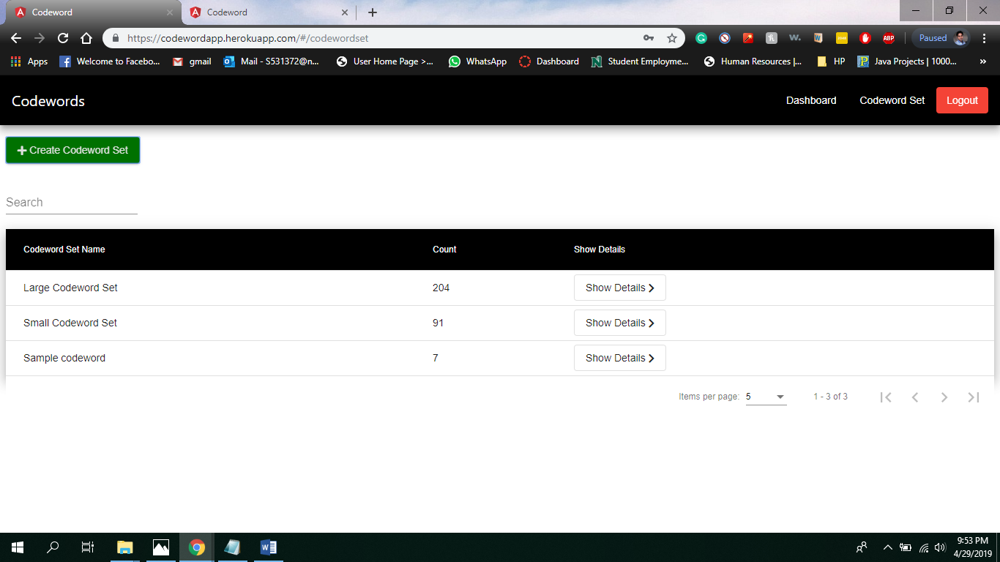 Codeword
Codeword
https://codewordapp.herokuapp.com/#/codewordset
Paused
Apps
Welcome to Facebo...
gmail
Mail - S531372@n...
User Home Page >...
WhatsApp
Dashboard
Student Employme...
Human Resources |...
HP
Java Projects | 1000...
»
Codewords
Dashboard
Codeword Set
Logout
+ Create Codeword Set
Search
Codeword Set Name Count Show Details
Large Codeword Set 204 Show Details
Small Codeword Set 91 Show Details
Sample codeword 7 Show Details
Items per page: 5 1 - 3 of 3
9:53 PM
4/29/2019